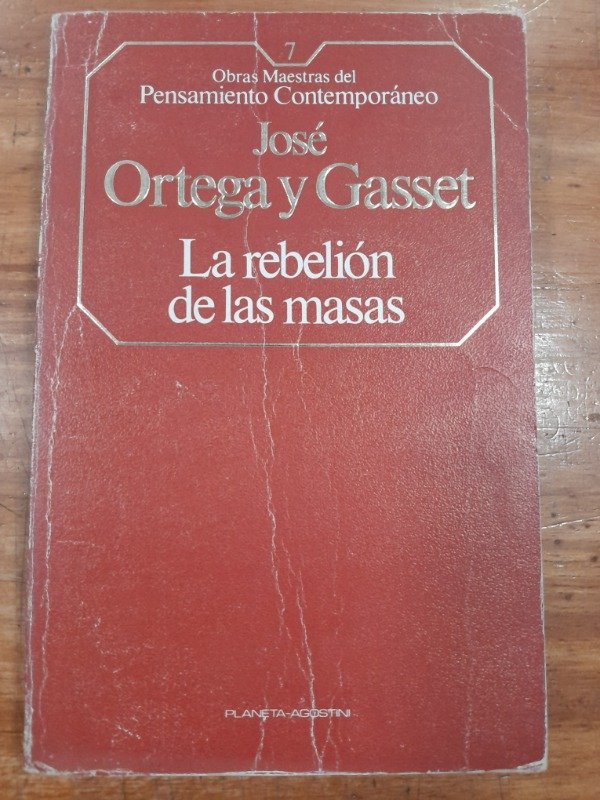 7
Obras Maestras del
Pensamiento Contemporáneo
José
Ortega y Gasset
La rebelión
de las masas
PLANETA-AGOSTINI